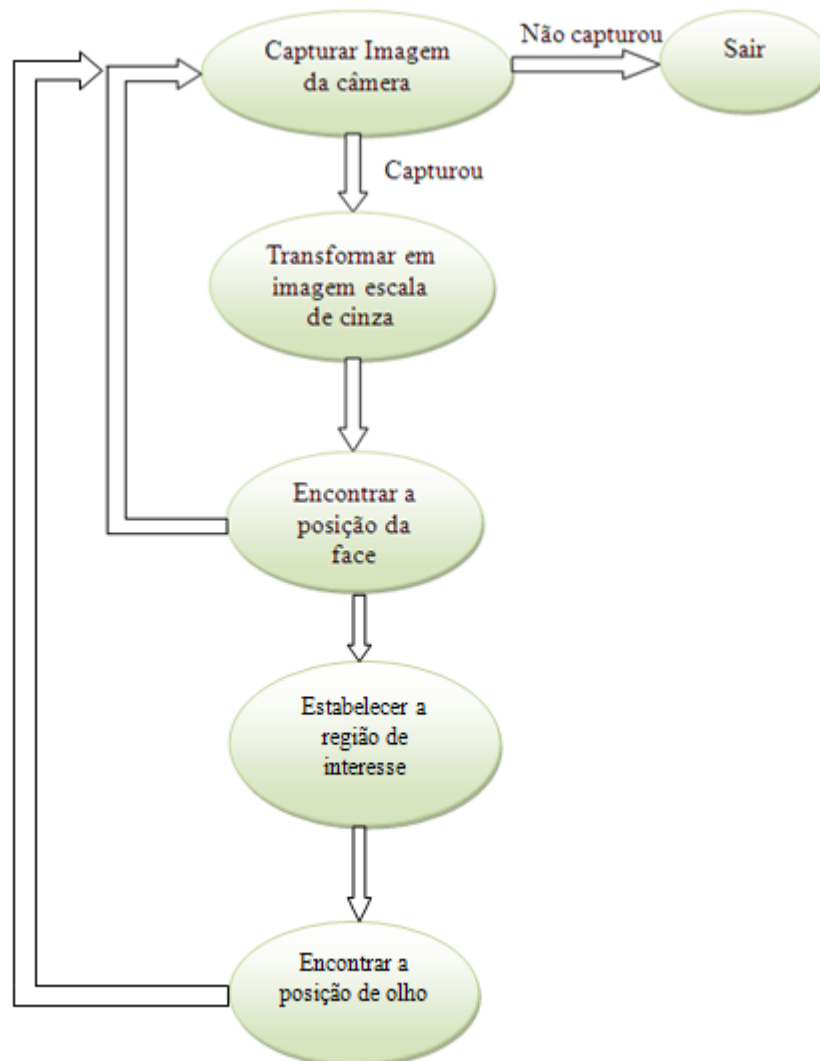 Capturar Imagem
da câmera
Não capturou
Sair
Capturou
Transformar em
imagem escala
de cinza
Encontrar a
posição da
face
Estabelecer a
região de
interesse
Encontrar a
posição de olho